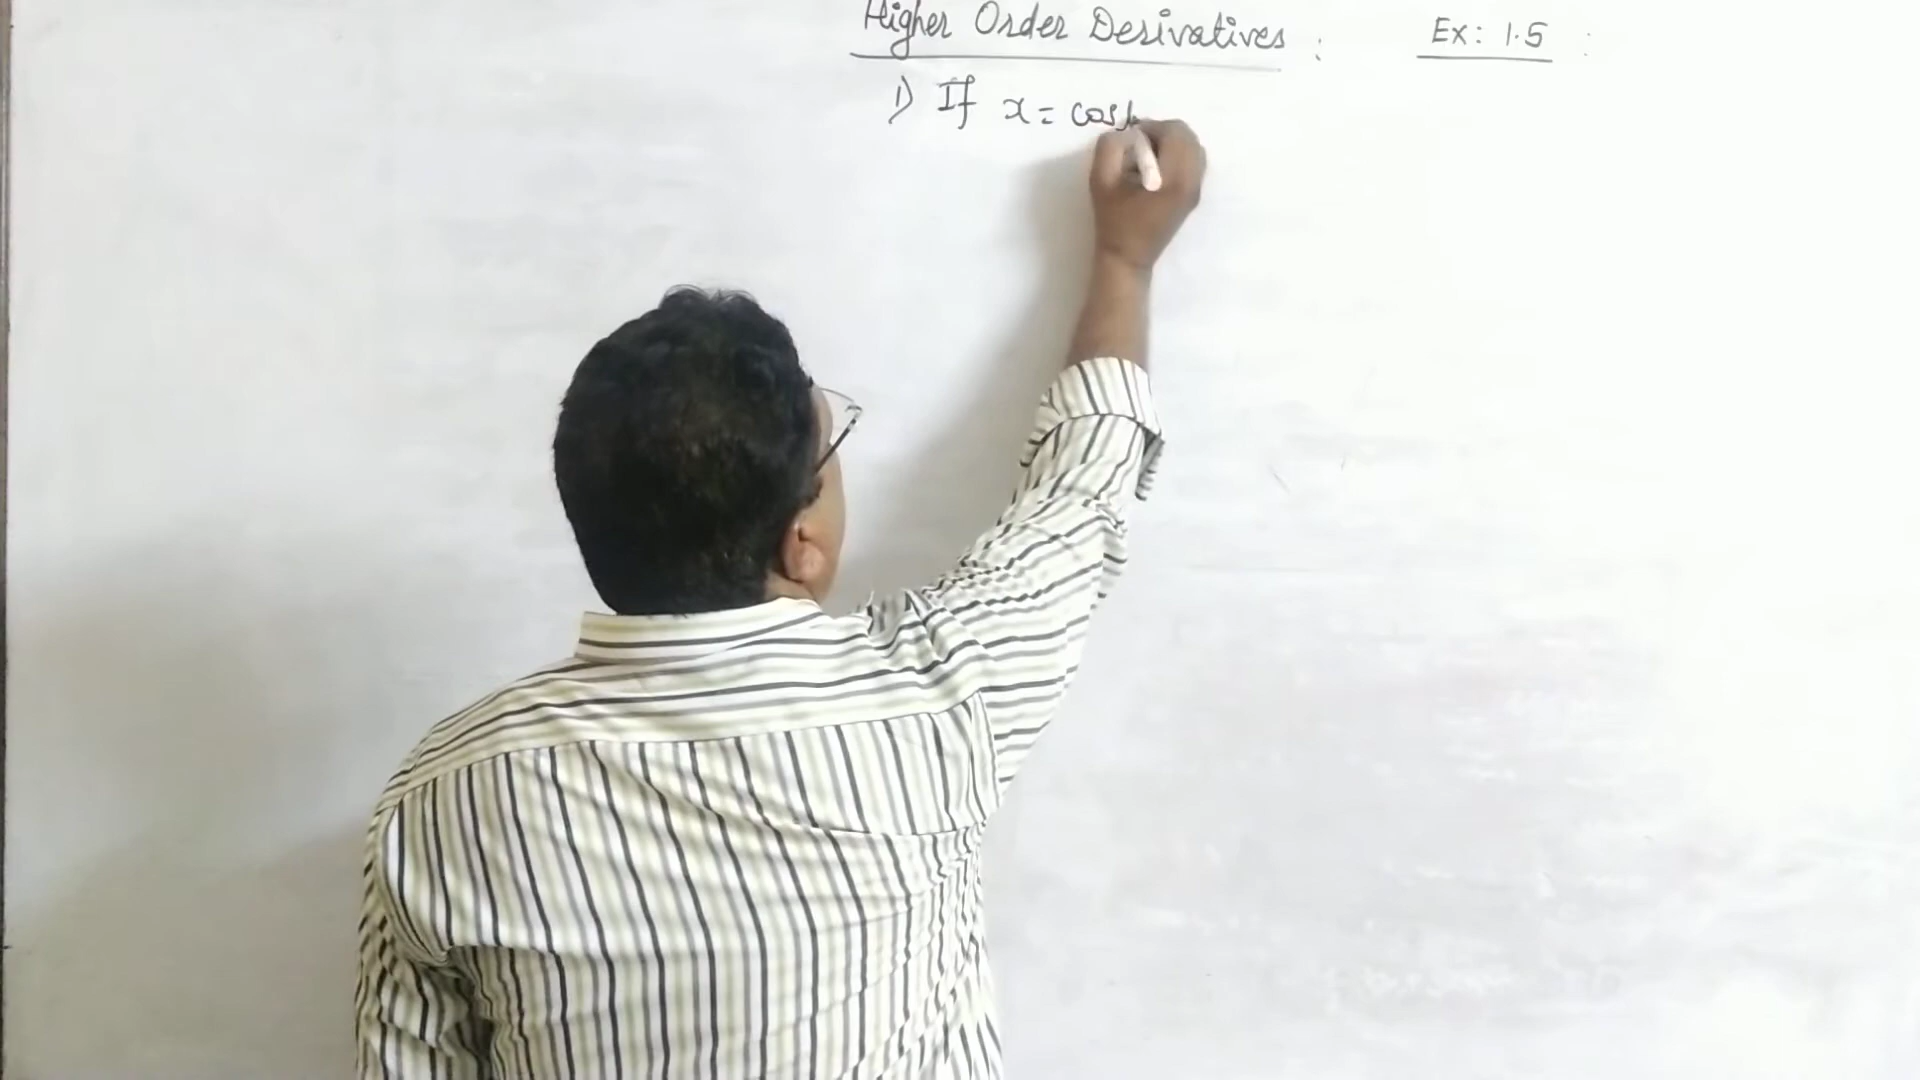 Higher Order Derivatives : Ex: 1.5 :
1) If x = cos